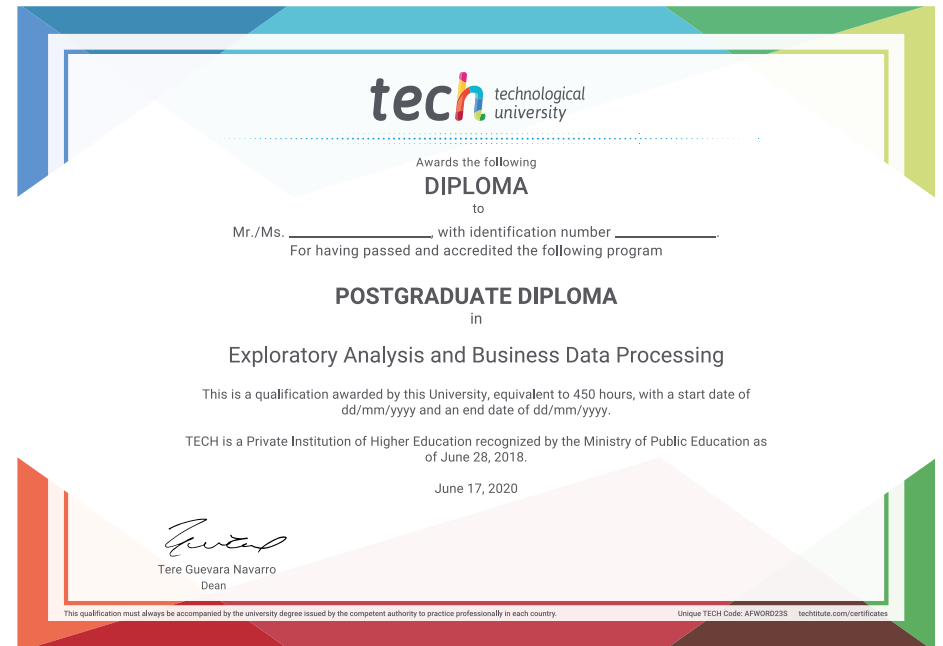 tech technological
university
Awards the following
DIPLOMA
to
Mr./Ms. ________________, with identification number ____________.
For having passed and accredited the following program
POSTGRADUATE DIPLOMA
in
Exploratory Analysis and Business Data Processing
This is a qualification awarded by this University, equivalent to 450 hours, with a start date of
dd/mm/yyyy and an end date of dd/mm/yyyy.
TECH is a Private Institution of Higher Education recognized by the Ministry of Public Education as
of June 28, 2018.
June 17, 2020
Tere Guevara Navarro
Dean
This qualification must always be accompanied by the university degree issued by the competent authority to practice professionally in each country. Unique TECH Code: AFWORD23S techtitute.com/certificates